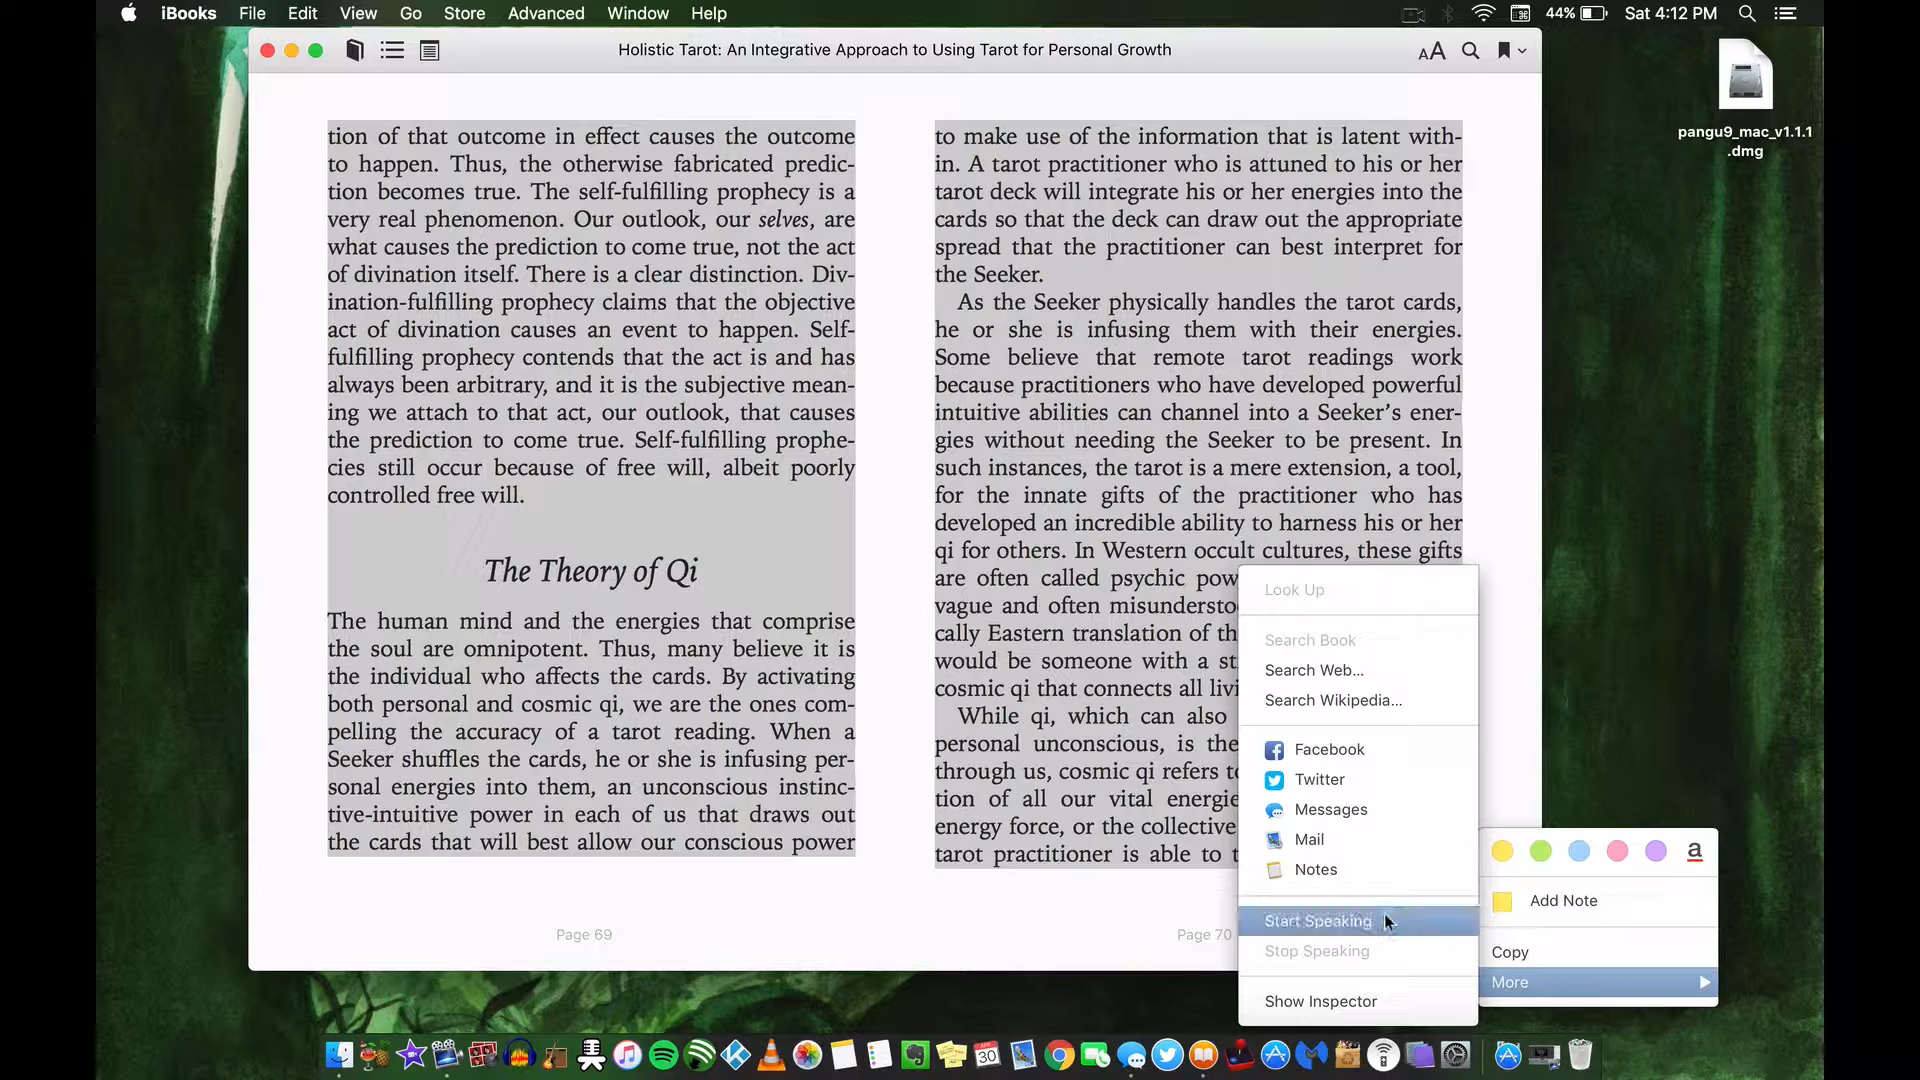 iBooks File Edit View Go Store Advanced Window Help
44% Sat 4:12 PM
Holistic Tarot: An Integrative Approach to Using Tarot for Personal Growth
AA
pangu9_mac_v1.1.1
.dmg
tion of that outcome in effect causes the outcome
to happen. Thus, the otherwise fabricated predic-
tion becomes true. The self-fulfilling prophecy is a
very real phenomenon. Our outlook, our selves, are
what causes the prediction to come true, not the act
of divination itself. There is a clear distinction. Div-
ination-fulfilling prophecy claims that the objective
act of divination causes an event to happen. Self-
fulfilling prophecy contends that the act is and has
always been arbitrary, and it is the subjective mean-
ing we attach to that act, our outlook, that causes
the prediction to come true. Self-fulfilling prophe-
cies still occur because of free will, albeit poorly
controlled free will.
The Theory of Qi
The human mind and the energies that comprise
the soul are omnipotent. Thus, many believe it is
the individual who affects the cards. By activating
both personal and cosmic qi, we are the ones com-
pelling the accuracy of a tarot reading. When a
Seeker shuffles the cards, he or she is infusing per-
sonal energies into them, an unconscious instinc-
tive-intuitive power in each of us that draws out
the cards that will best allow our conscious power
Page 69
to make use of the information that is latent with-
in. A tarot practitioner who is attuned to his or her
tarot deck will integrate his or her energies into the
cards so that the deck can draw out the appropriate
spread that the practitioner can best interpret for
the Seeker.
As the Seeker physically handles the tarot cards,
he or she is infusing them with their energies.
Some believe that remote tarot readings work
because practitioners who have developed powerful
intuitive abilities can channel into a Seeker's ener-
gies without needing the Seeker to be present. In
such instances, the tarot is a mere extension, a tool,
for the innate gifts of the practitioner who has
developed an incredible ability to harness his or her
qi for others. In Western occult cultures, these gifts
are often called psychic pow
vague and often misundersto
cally Eastern translation of th
would be someone with a st
cosmic qi that connects all livi
While qi, which can also
personal unconscious, is the
through us, cosmic qi refers to
tion of all our vital energie
energy force, or the collective
tarot practitioner is able to t
Page 70
Look Up
Search Book
Search Web...
Search Wikipedia...
Facebook
Twitter
Messages
Mail
Notes
Start Speaking
Stop Speaking
Show Inspector
a
Add Note
Copy
More
APR
30